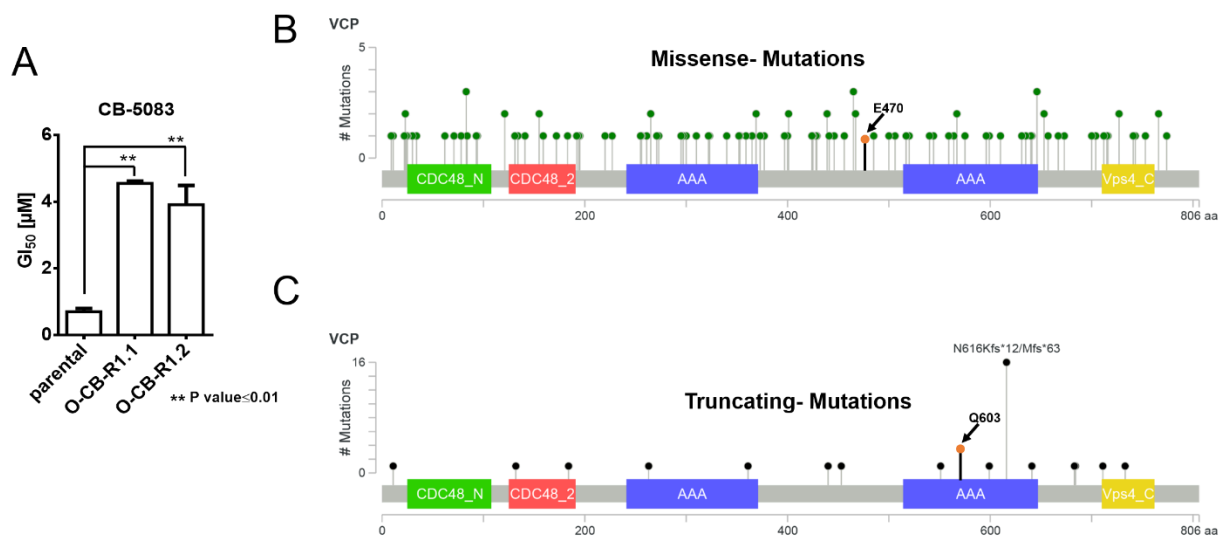 A
CB-5083
GI50 [µM]
6
4
2
0
**
**
parental
O-CB-R1.1
O-CB-R1.2
** P value≤0.01
B
VCP
Missense- Mutations
# Mutations
5
0
E470
CDC48_N
CDC48_2
AAA
AAA
Vps4_C
0
200
400
600
806 aa
C
VCP
Truncating- Mutations
# Mutations
16
0
N616Kfs*12/Mfs*63
Q603
CDC48_N
CDC48_2
AAA
AAA
Vps4_C
0
200
400
600
806 aa